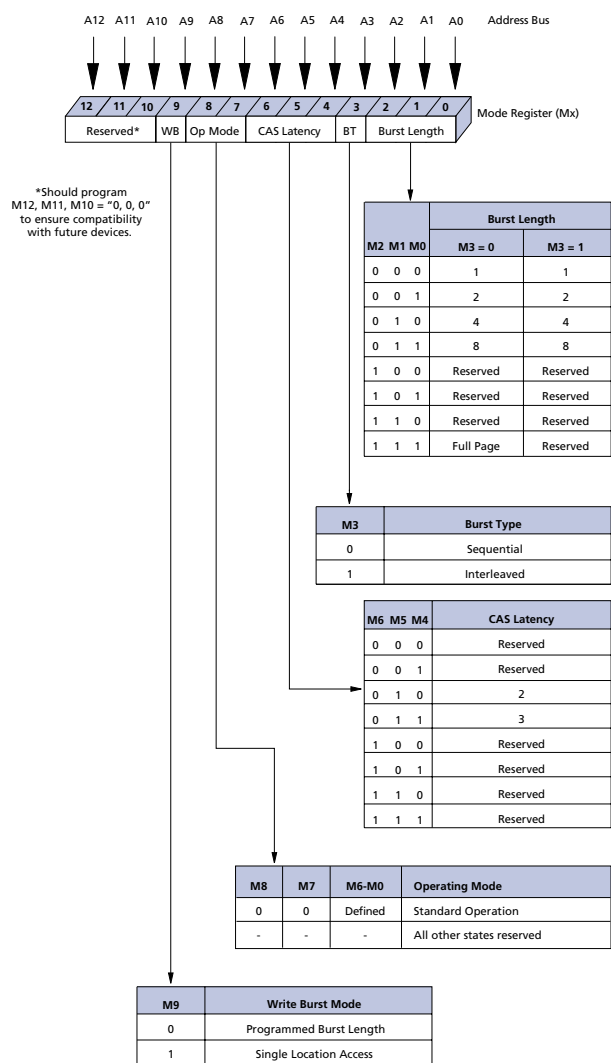 A12 A11 A10 A9 A8 A7 A6 A5 A4 A3 A2 A1 A0 Address Bus
12 11 10 9 8 7 6 5 4 3 2 1 0 Mode Register (Mx)
Reserved* WB Op Mode CAS Latency BT Burst Length
*Should program
M12, M11, M10 = “0, 0, 0”
to ensure compatibility
with future devices.
Burst Length
M2 M1 M0 M3 = 0 M3 = 1
0 0 0 1 1
0 0 1 2 2
0 1 0 4 4
0 1 1 8 8
1 0 0 Reserved Reserved
1 0 1 Reserved Reserved
1 1 0 Reserved Reserved
1 1 1 Full Page Reserved
M3 Burst Type
0 Sequential
1 Interleaved
M6 M5 M4 CAS Latency
0 0 0 Reserved
0 0 1 Reserved
0 1 0 2
0 1 1 3
1 0 0 Reserved
1 0 1 Reserved
1 1 0 Reserved
1 1 1 Reserved
M8 M7 M6-M0 Operating Mode
0 0 Defined Standard Operation
- - - All other states reserved
M9 Write Burst Mode
0 Programmed Burst Length
1 Single Location Access